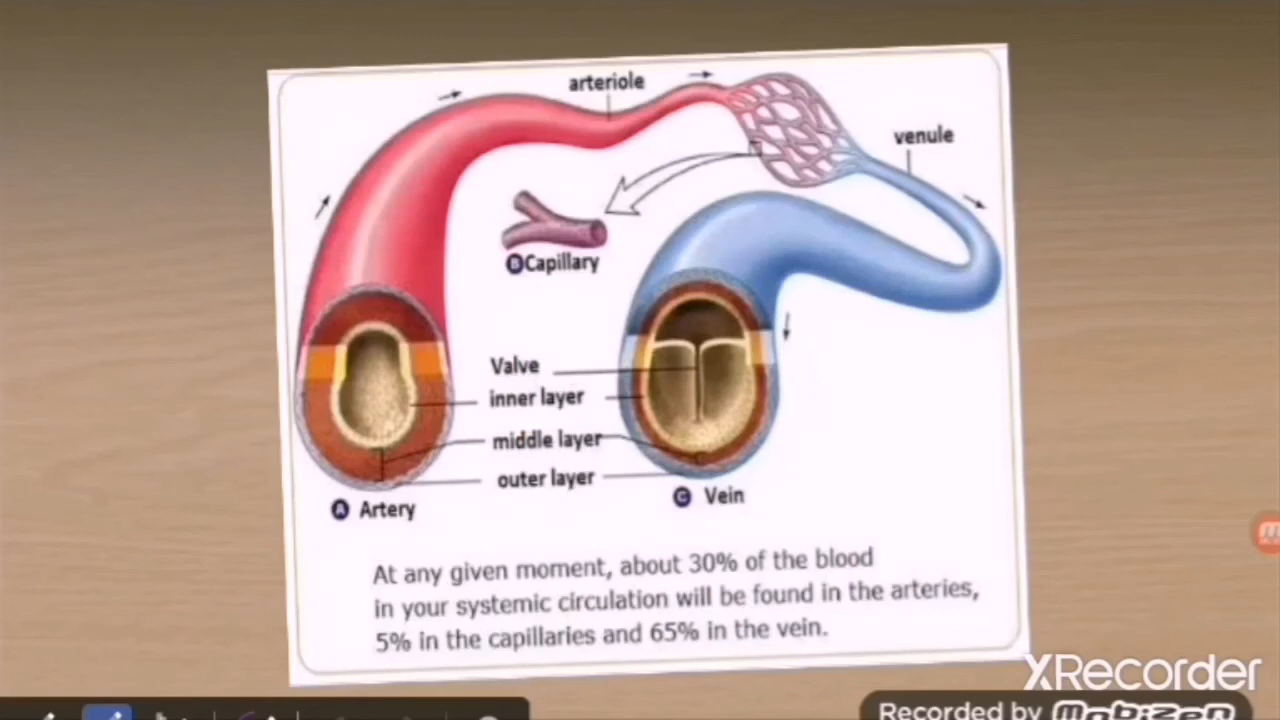 arteriole
venule
B Capillary
Valve
inner layer
middle layer
outer layer
A Artery
C Vein
At any given moment, about 30% of the blood
in your systemic circulation will be found in the arteries,
5% in the capillaries and 65% in the vein.
XRecorder
Recorded by
mobizen